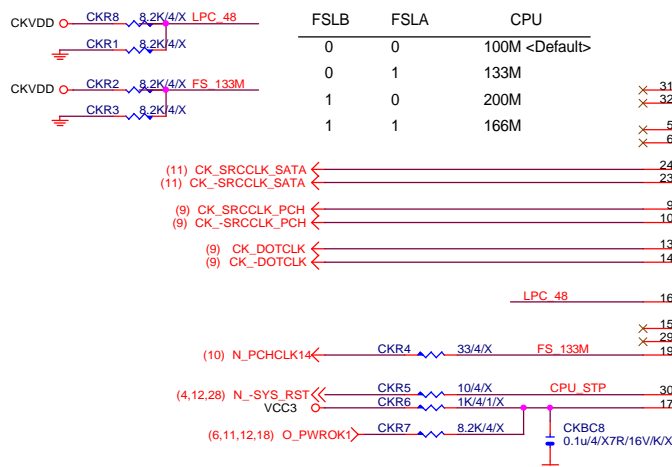 CKVDD CKR8 8.2K/4/X LPC_48
CKR1 8.2K/4/X
CKVDD CKR2 8.2K/4/X FS_133M
CKR3 8.2K/4/X
FSLB FSLA CPU
0 0 100M <Default>
0 1 133M
1 0 200M
1 1 166M
31
32
5
6
(11) CK_SRCCLK_SATA 24
(11) CK_-SRCCLK_SATA 23
(9) CK_SRCCLK_PCH 9
(9) CK_-SRCCLK_PCH 10
(9) CK_DOTCLK 13
(9) CK_-DOTCLK 14
LPC_48 16
15
29
(10) N_PCHCLK14 CKR4 33/4/X FS_133M 19
(4,12,28) N_-SYS_RST CKR5 10/4/X CPU_STP 30
VCC3 CKR6 1K/4/1/X 17
(6,11,12,18) O_PWROK1 CKR7 8.2K/4/X
CKBC8
0.1u/4/X7R/16V/K/X